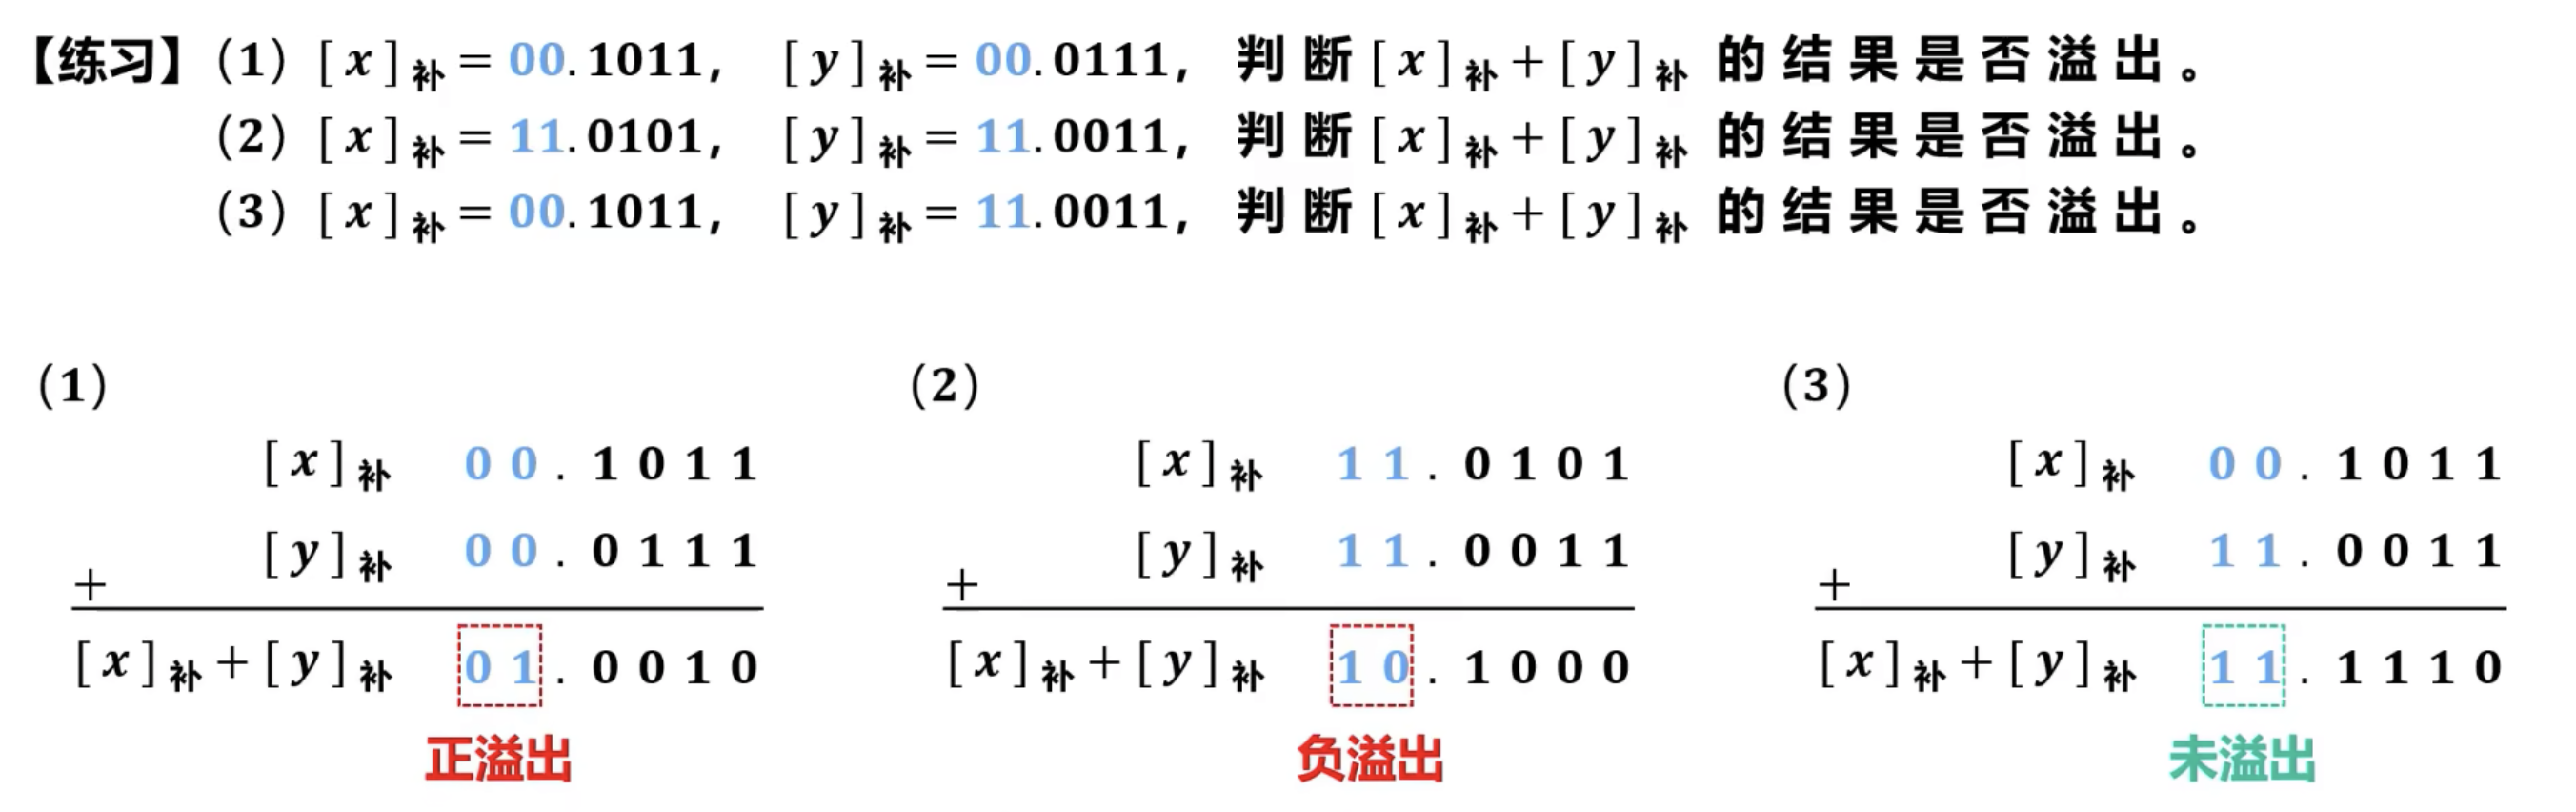 【练习】（1）[x]补 = 00.1011， [y]补 = 00.0111， 判断[x]补+[y]补 的结果是否溢出。
（2）[x]补 = 11.0101， [y]补 = 11.0011， 判断[x]补+[y]补 的结果是否溢出。
（3）[x]补 = 00.1011， [y]补 = 11.0011， 判断[x]补+[y]补 的结果是否溢出。
（1）
[x]补 00.1011
[y]补 00.0111
+
[x]补+[y]补 01.0010
正溢出
（2）
[x]补 11.0101
[y]补 11.0011
+
[x]补+[y]补 10.1000
负溢出
（3）
[x]补 00.1011
[y]补 11.0011
+
[x]补+[y]补 11.1110
未溢出